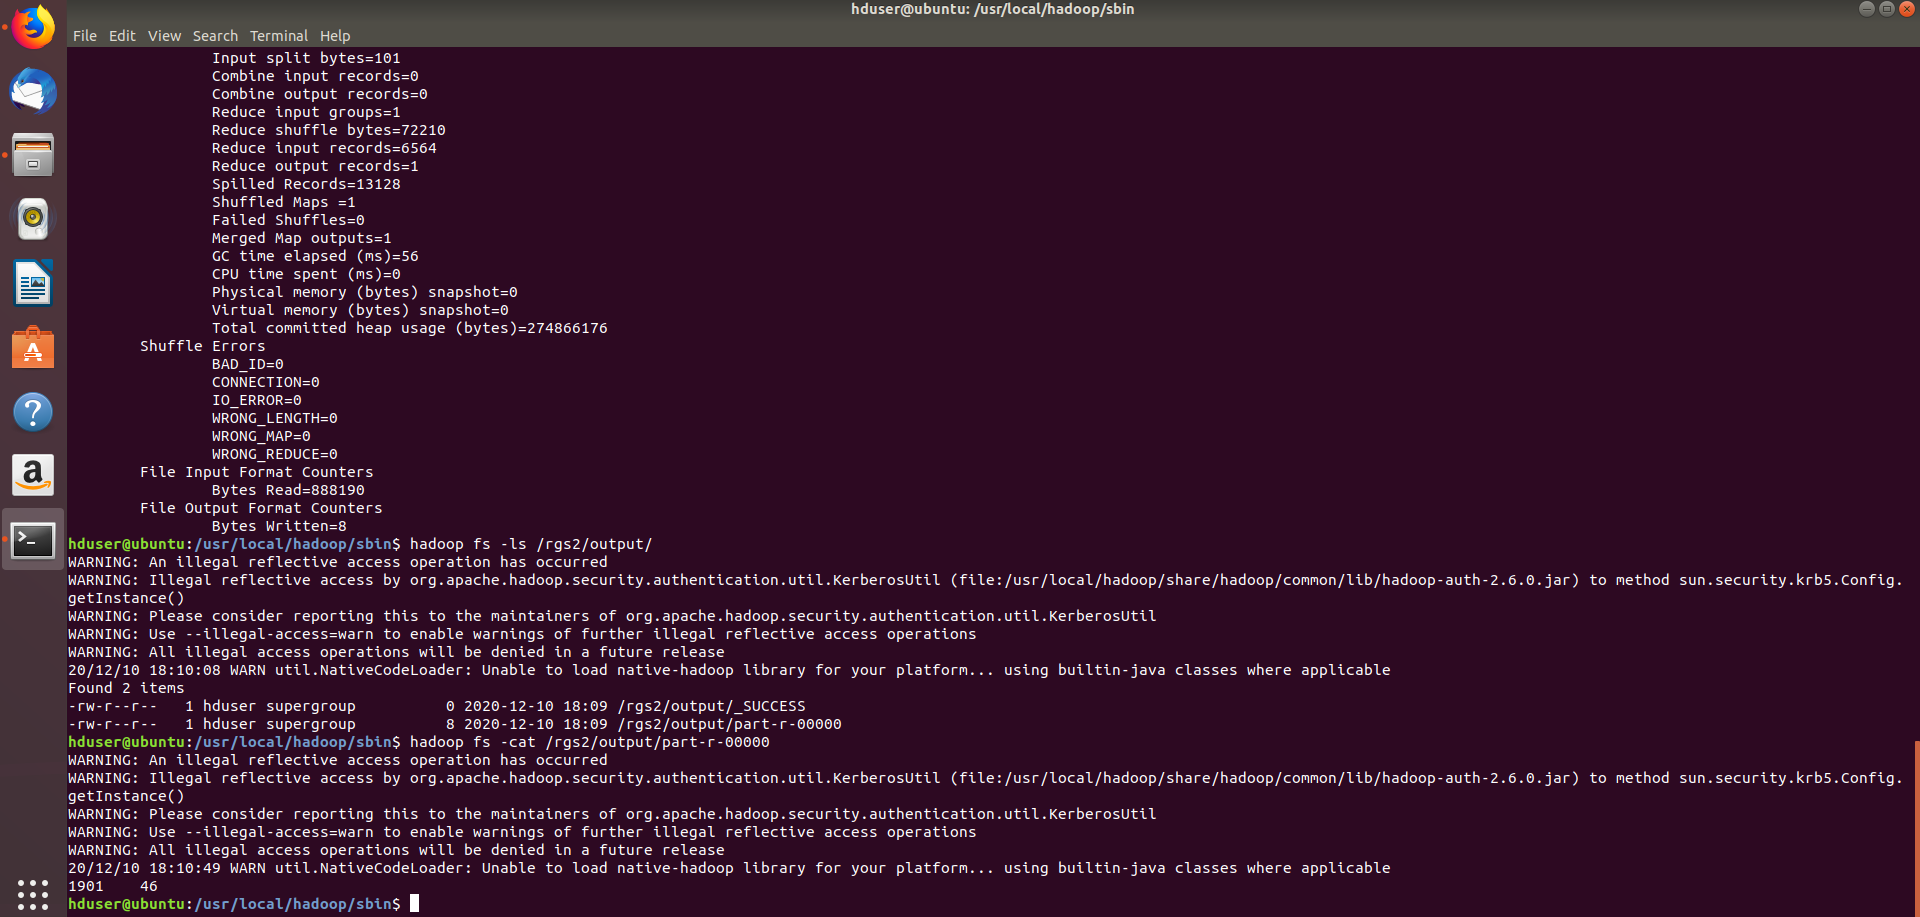 hduser@ubuntu: /usr/local/hadoop/sbin
File Edit View Search Terminal Help
Input split bytes=101
Combine input records=0
Combine output records=0
Reduce input groups=1
Reduce shuffle bytes=72210
Reduce input records=6564
Reduce output records=1
Spilled Records=13128
Shuffled Maps =1
Failed Shuffles=0
Merged Map outputs=1
GC time elapsed (ms)=56
CPU time spent (ms)=0
Physical memory (bytes) snapshot=0
Virtual memory (bytes) snapshot=0
Total committed heap usage (bytes)=274866176
Shuffle Errors
BAD_ID=0
CONNECTION=0
IO_ERROR=0
WRONG_LENGTH=0
WRONG_MAP=0
WRONG_REDUCE=0
File Input Format Counters
Bytes Read=888190
File Output Format Counters
Bytes Written=8
hduser@ubuntu:/usr/local/hadoop/sbin$ hadoop fs -ls /rgs2/output/
WARNING: An illegal reflective access operation has occurred
WARNING: Illegal reflective access by org.apache.hadoop.security.authentication.util.KerberosUtil (file:/usr/local/hadoop/share/hadoop/common/lib/hadoop-auth-2.6.0.jar) to method sun.security.krb5.Config.
getInstance()
WARNING: Please consider reporting this to the maintainers of org.apache.hadoop.security.authentication.util.KerberosUtil
WARNING: Use --illegal-access=warn to enable warnings of further illegal reflective access operations
WARNING: All illegal access operations will be denied in a future release
20/12/10 18:10:08 WARN util.NativeCodeLoader: Unable to load native-hadoop library for your platform... using builtin-java classes where applicable
Found 2 items
-rw-r--r--   1 hduser supergroup          0 2020-12-10 18:09 /rgs2/output/_SUCCESS
-rw-r--r--   1 hduser supergroup          8 2020-12-10 18:09 /rgs2/output/part-r-00000
hduser@ubuntu:/usr/local/hadoop/sbin$ hadoop fs -cat /rgs2/output/part-r-00000
WARNING: An illegal reflective access operation has occurred
WARNING: Illegal reflective access by org.apache.hadoop.security.authentication.util.KerberosUtil (file:/usr/local/hadoop/share/hadoop/common/lib/hadoop-auth-2.6.0.jar) to method sun.security.krb5.Config.
getInstance()
WARNING: Please consider reporting this to the maintainers of org.apache.hadoop.security.authentication.util.KerberosUtil
WARNING: Use --illegal-access=warn to enable warnings of further illegal reflective access operations
WARNING: All illegal access operations will be denied in a future release
20/12/10 18:10:49 WARN util.NativeCodeLoader: Unable to load native-hadoop library for your platform... using builtin-java classes where applicable
1901    46
hduser@ubuntu:/usr/local/hadoop/sbin$